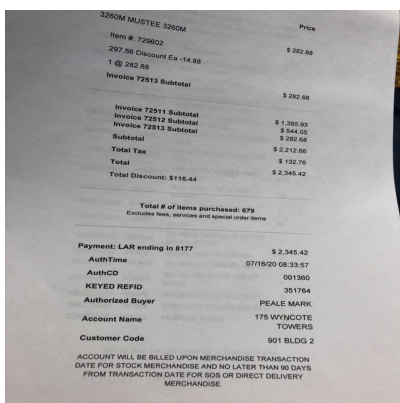 3260M MUSTEE 3260M
Price
Item #: 729602
297.56 Discount Ea -14.88
1 @ 282.68
$ 282.68
Invoice 72513 Subtotal
$ 282.68
Invoice 72511 Subtotal $ 1,385.93
Invoice 72512 Subtotal $ 544.05
Invoice 72513 Subtotal $ 282.68
Subtotal $ 2,212.66
Total Tax $ 132.76
Total $ 2,345.42
Total Discount: $116.44
Total # of items purchased: 679
Excludes fees, services and special order items
Payment: LAR ending in 8177 $ 2,345.42
AuthTime 07/16/20 08:33:57
AuthCD 001360
KEYED REFID 351764
Authorized Buyer PEALE MARK
Account Name 175 WYNCOTE
TOWERS
Customer Code 901 BLDG 2
ACCOUNT WILL BE BILLED UPON MERCHANDISE TRANSACTION
DATE FOR STOCK MERCHANDISE AND NO LATER THAN 90 DAYS
FROM TRANSACTION DATE FOR SOS OR DIRECT DELIVERY
MERCHANDISE.